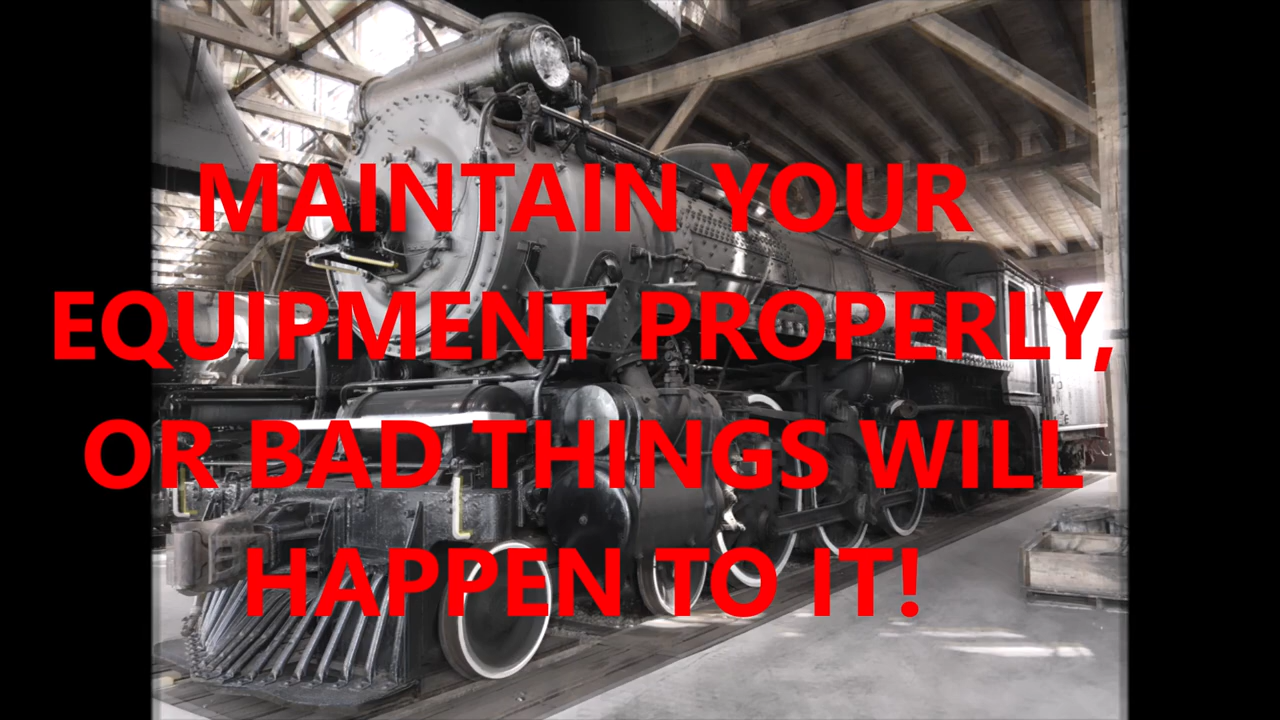 MAINTAIN YOUR
EQUIPMENT PROPERLY,
OR BAD THINGS WILL
HAPPEN TO IT!